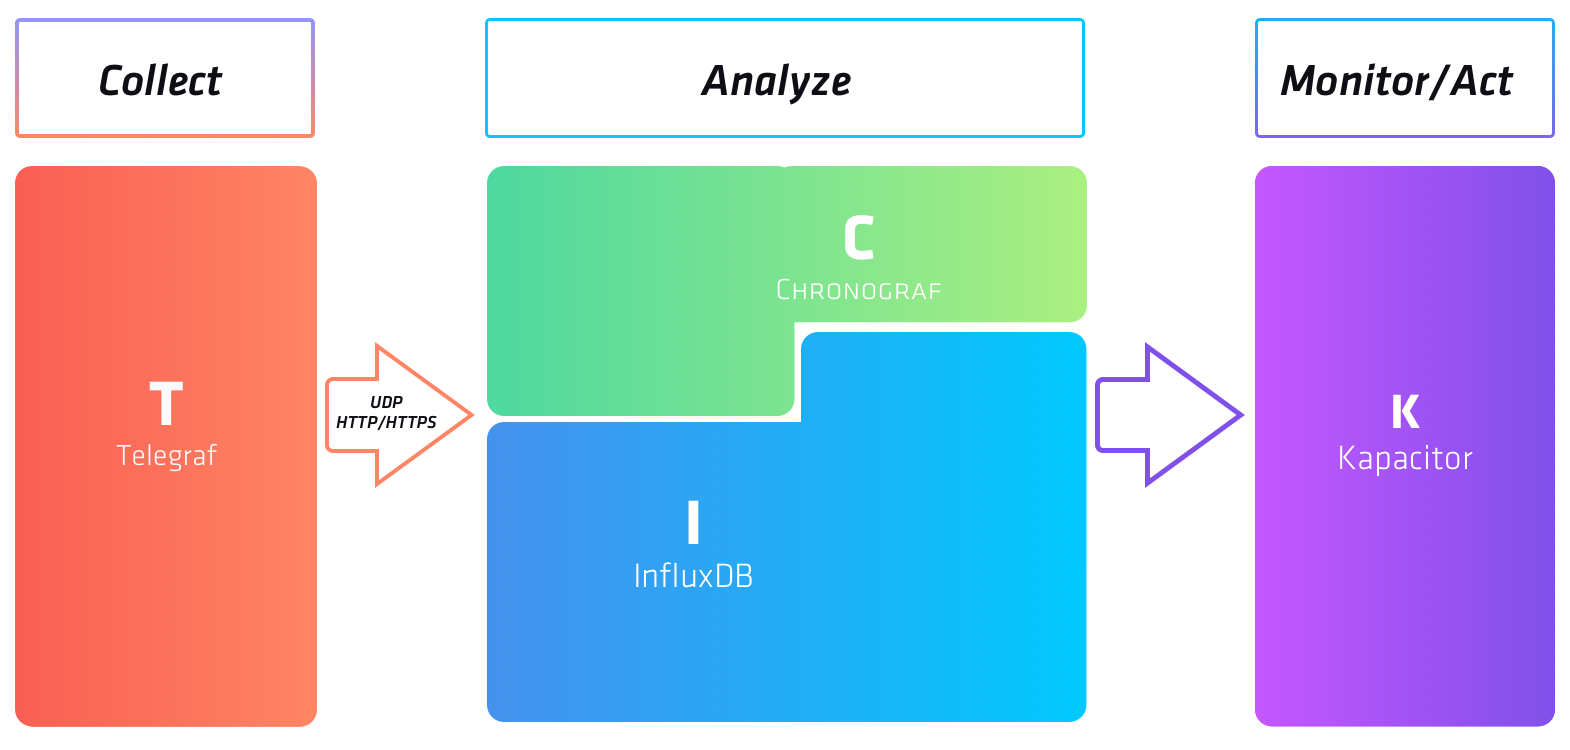 Collect
Analyze
Monitor/Act
T
Telegraf
UDP
HTTP/HTTPS
C
CHRONOGRAF
I
InfluxDB
K
Kapacitor